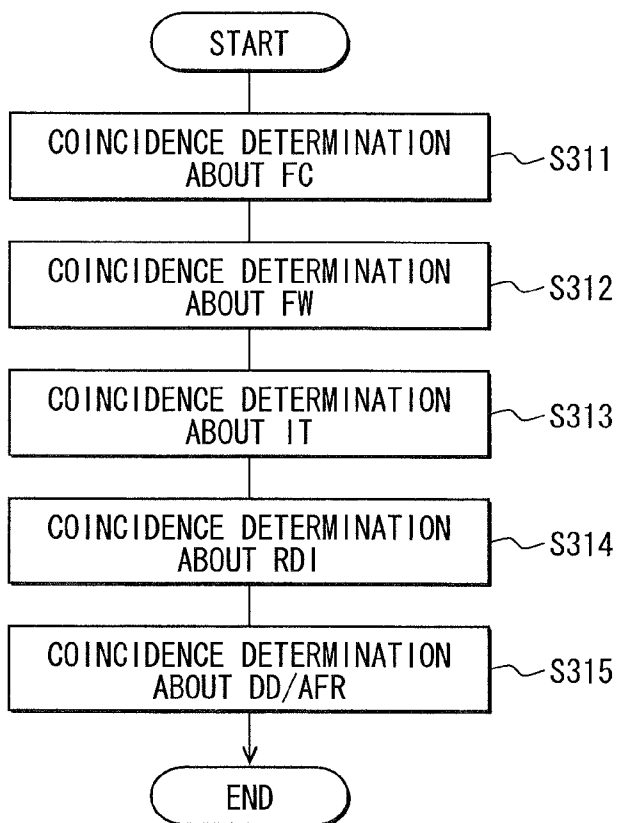 START
COINCIDENCE DETERMINATION
ABOUT FC
S311
COINCIDENCE DETERMINATION
ABOUT FW
S312
COINCIDENCE DETERMINATION
ABOUT IT
S313
COINCIDENCE DETERMINATION
ABOUT RDI
S314
COINCIDENCE DETERMINATION
ABOUT DD/AFR
S315
END